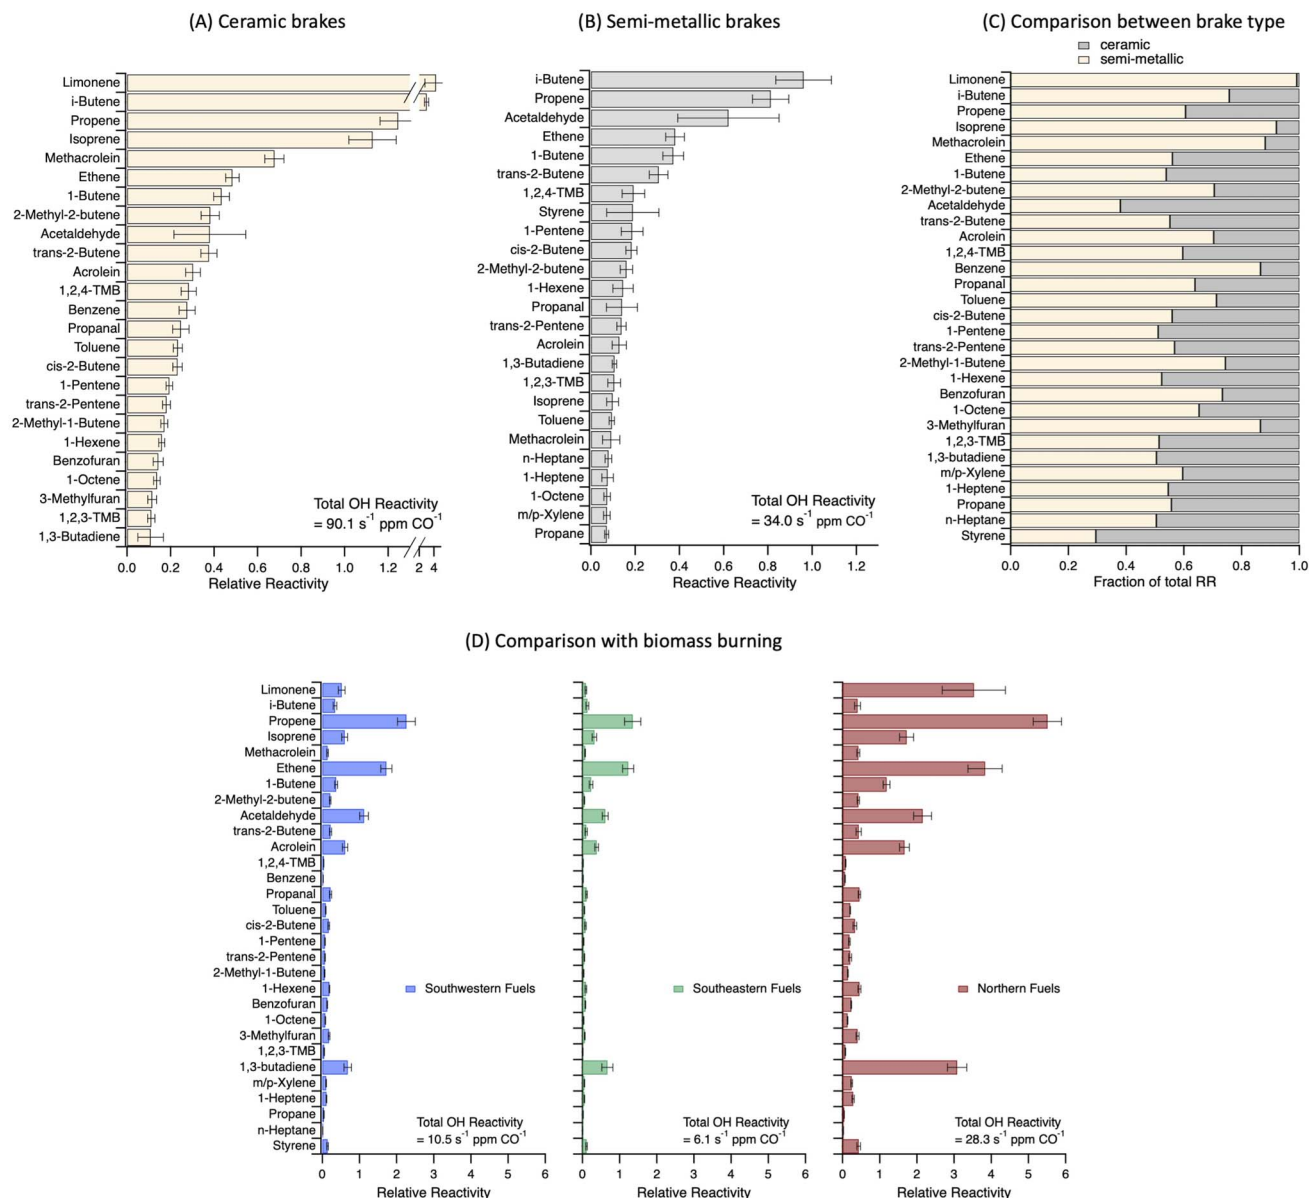 (A) Ceramic brakes
Limonene
i-Butene
Propene
Isoprene
Methacrolein
Ethene
1-Butene
2-Methyl-2-butene
Acetaldehyde
trans-2-Butene
Acrolein
1,2,4-TMB
Benzene
Propanal
Toluene
cis-2-Butene
1-Pentene
trans-2-Pentene
2-Methyl-1-Butene
1-Hexene
Benzofuran
1-Octene
3-Methylfuran
1,2,3-TMB
1,3-Butadiene
Total OH Reactivity
= 90.1 s⁻¹ ppm CO⁻¹
0.0 0.2 0.4 0.6 0.8 1.0 1.2 2 4
Relative Reactivity
(B) Semi-metallic brakes
i-Butene
Propene
Acetaldehyde
Ethene
1-Butene
trans-2-Butene
1,2,4-TMB
Styrene
1-Pentene
cis-2-Butene
2-Methyl-2-butene
1-Hexene
Propanal
trans-2-Pentene
Acrolein
1,3-Butadiene
1,2,3-TMB
Isoprene
Toluene
Methacrolein
n-Heptane
1-Heptene
1-Octene
m/p-Xylene
Propane
Total OH Reactivity
= 34.0 s⁻¹ ppm CO⁻¹
0.0 0.2 0.4 0.6 0.8 1.0 1.2
Reactive Reactivity
(C) Comparison between brake type
ceramic
semi-metallic
Limonene
i-Butene
Propene
Isoprene
Methacrolein
Ethene
1-Butene
2-Methyl-2-butene
Acetaldehyde
trans-2-Butene
Acrolein
1,2,4-TMB
Benzene
Propanal
Toluene
cis-2-Butene
1-Pentene
trans-2-Pentene
2-Methyl-1-Butene
1-Hexene
Benzofuran
1-Octene
3-Methylfuran
1,2,3-TMB
1,3-butadiene
m/p-Xylene
1-Heptene
Propane
n-Heptane
Styrene
0.0 0.2 0.4 0.6 0.8 1.0
Fraction of total RR
(D) Comparison with biomass burning
Limonene
i-Butene
Propene
Isoprene
Methacrolein
Ethene
1-Butene
2-Methyl-2-butene
Acetaldehyde
trans-2-Butene
Acrolein
1,2,4-TMB
Benzene
Propanal
Toluene
cis-2-Butene
1-Pentene
trans-2-Pentene
2-Methyl-1-Butene
1-Hexene
Benzofuran
1-Octene
3-Methylfuran
1,2,3-TMB
1,3-butadiene
m/p-Xylene
1-Heptene
Propane
n-Heptane
Styrene
Southwestern Fuels
Total OH Reactivity
= 10.5 s⁻¹ ppm CO⁻¹
0 1 2 3 4 5 6
Relative Reactivity
Southeastern Fuels
Total OH Reactivity
= 6.1 s⁻¹ ppm CO⁻¹
0 1 2 3 4 5 6
Relative Reactivity
Northern Fuels
Total OH Reactivity
= 28.3 s⁻¹ ppm CO⁻¹
0 1 2 3 4 5 6
Relative Reactivity